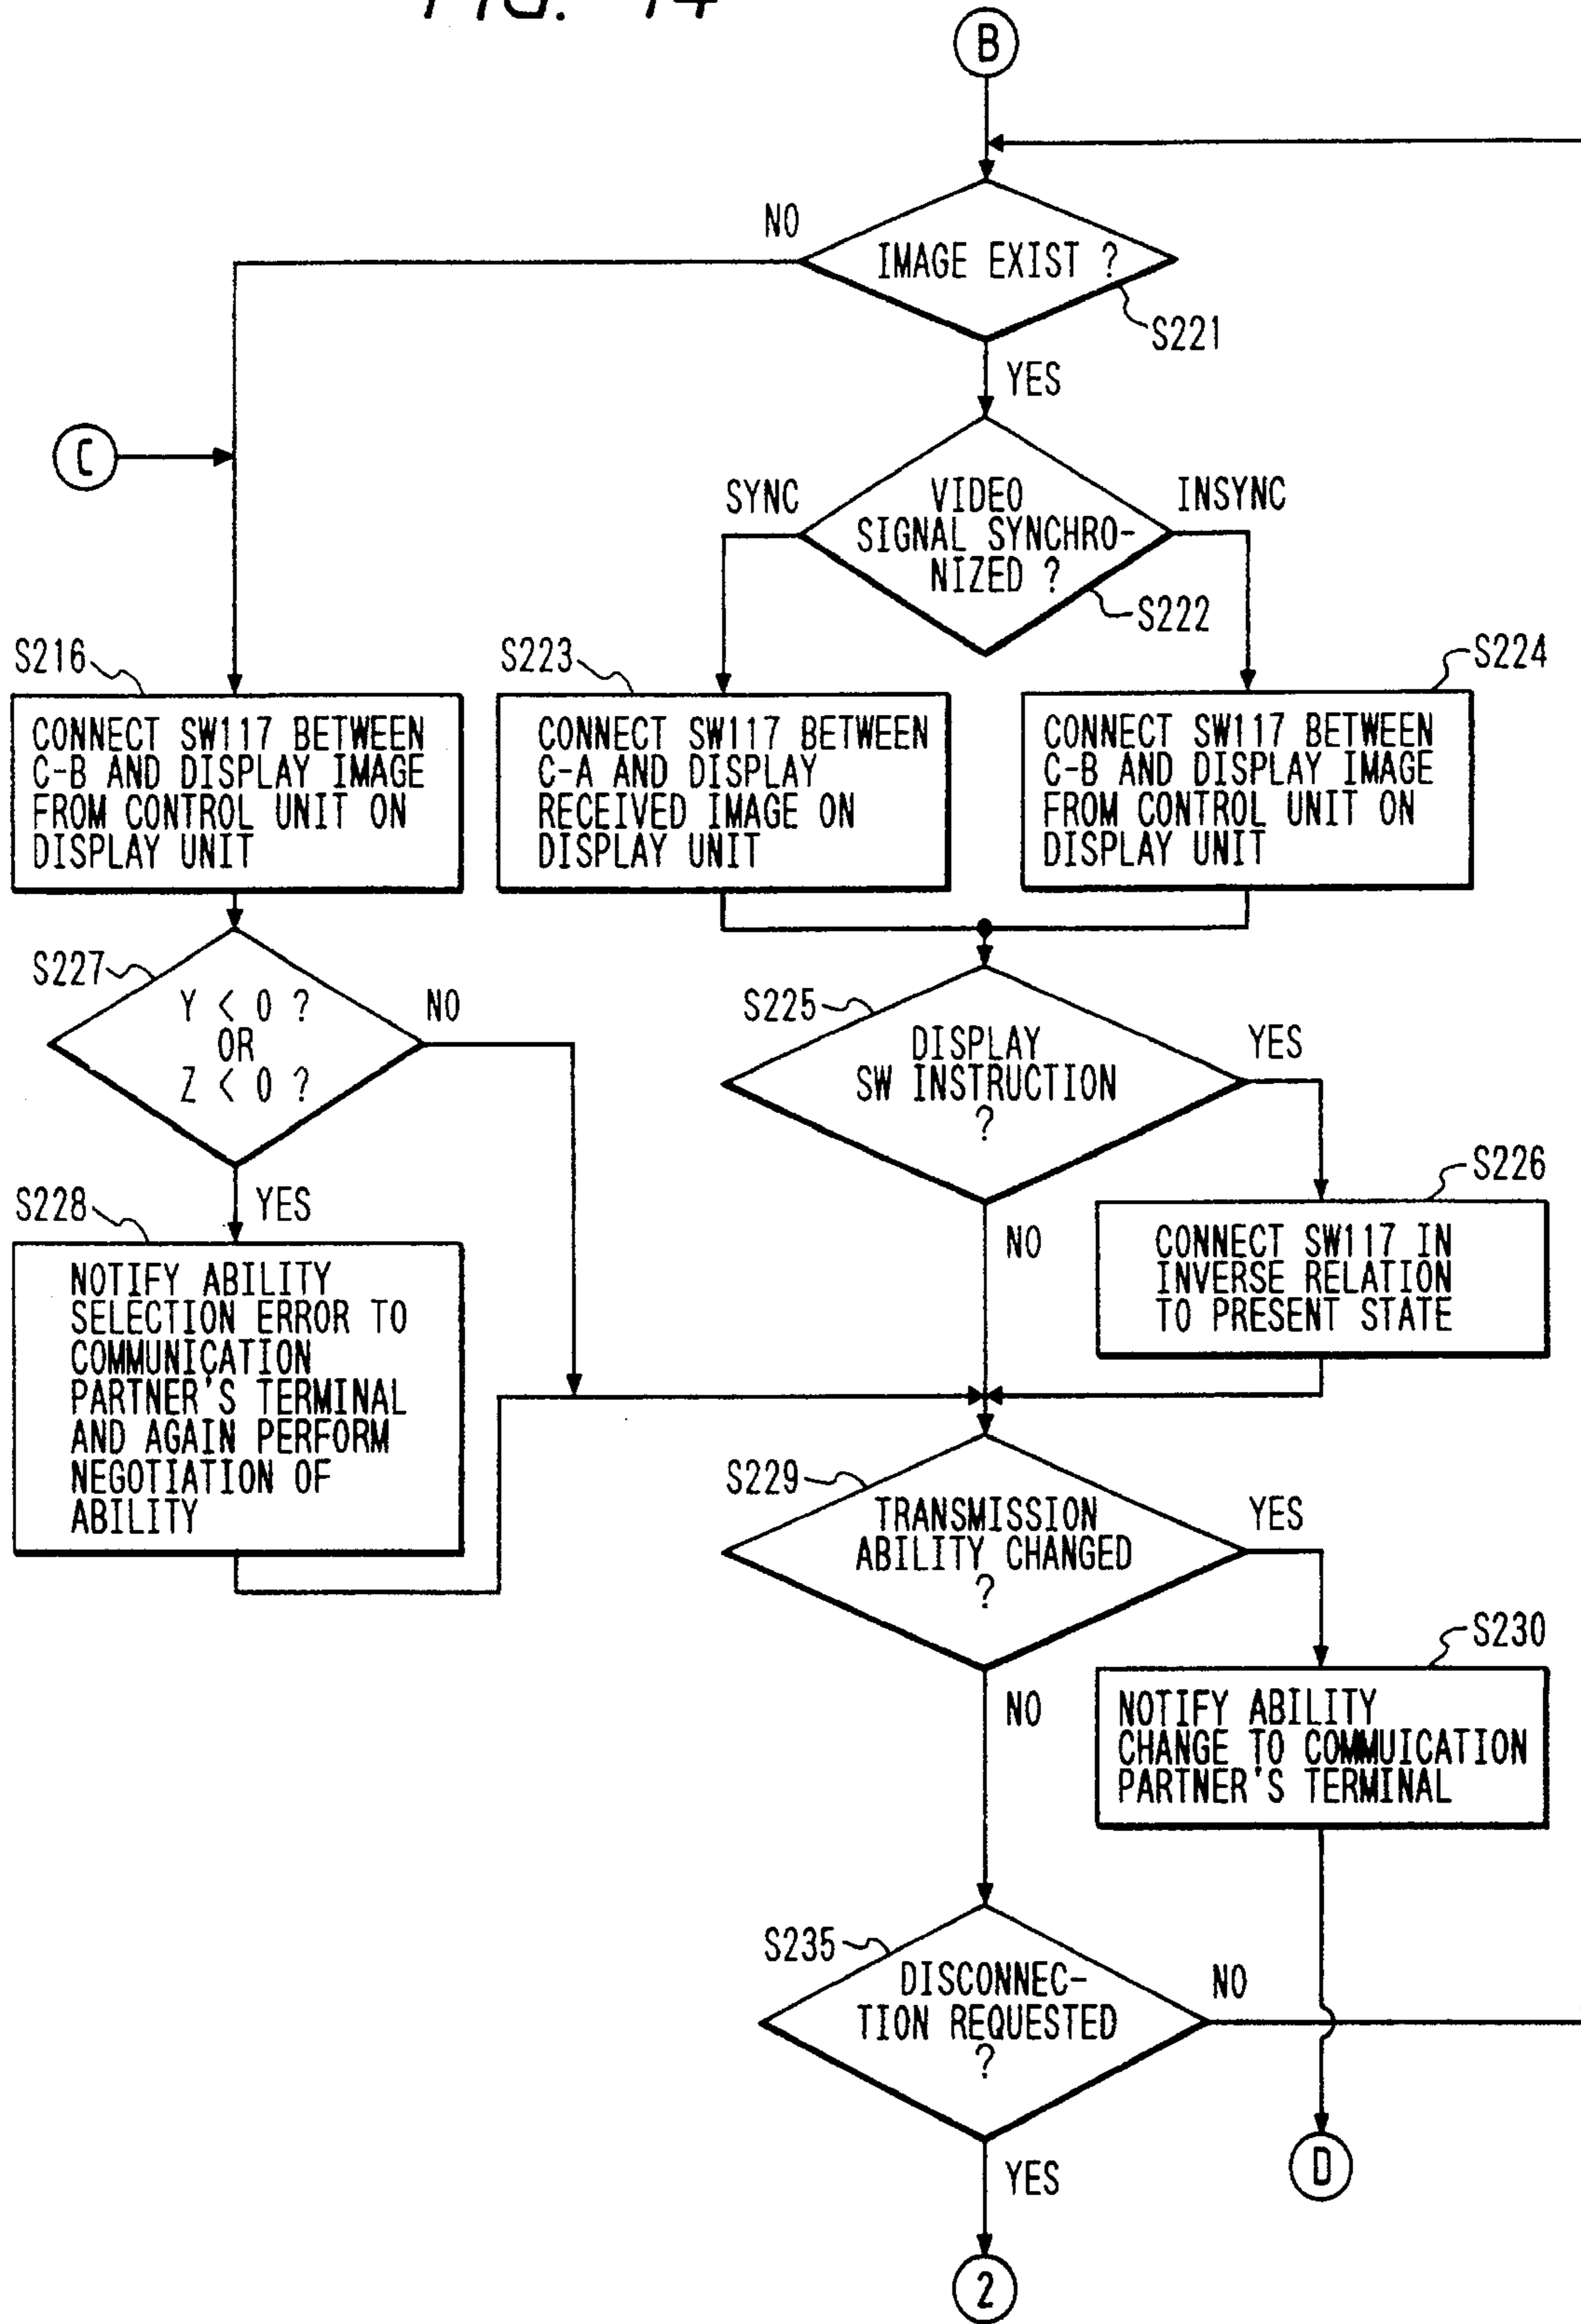 FIG. 14
B
NO
IMAGE EXIST ?
S221
YES
C
SYNC
VIDEO
SIGNAL SYNCHRO-
NIZED ?
INSYNC
S222
S216
CONNECT SW117 BETWEEN
C-B AND DISPLAY IMAGE
FROM CONTROL UNIT ON
DISPLAY UNIT
S223
CONNECT SW117 BETWEEN
C-A AND DISPLAY
RECEIVED IMAGE ON
DISPLAY UNIT
S224
CONNECT SW117 BETWEEN
C-B AND DISPLAY IMAGE
FROM CONTROL UNIT ON
DISPLAY UNIT
S227
Y < 0 ?
OR
Z < 0 ?
NO
YES
S225
DISPLAY
SW INSTRUCTION
?
YES
NO
S226
CONNECT SW117 IN
INVERSE RELATION
TO PRESENT STATE
S228
NOTIFY ABILITY
SELECTION ERROR TO
COMMUNICATION
PARTNER'S TERMINAL
AND AGAIN PERFORM
NEGOTIATION OF
ABILITY
S229
TRANSMISSION
ABILITY CHANGED
?
YES
NO
S230
NOTIFY ABILITY
CHANGE TO COMMUICATION
PARTNER'S TERMINAL
S235
DISCONNEC-
TION REQUESTED
?
NO
YES
D
2